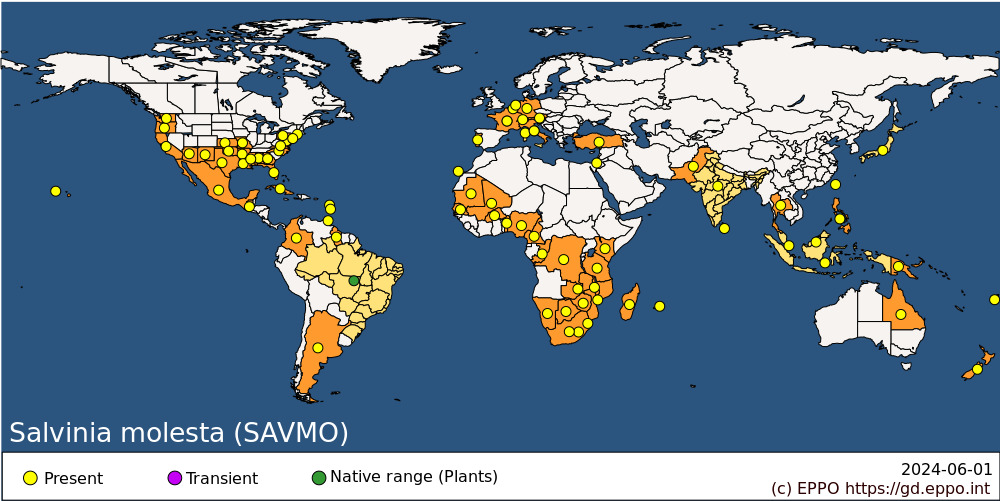 Salvinia molesta (SAVMO)
Present
Transient
Native range (Plants)
2024-06-01
(c) EPPO https://gd.eppo.int